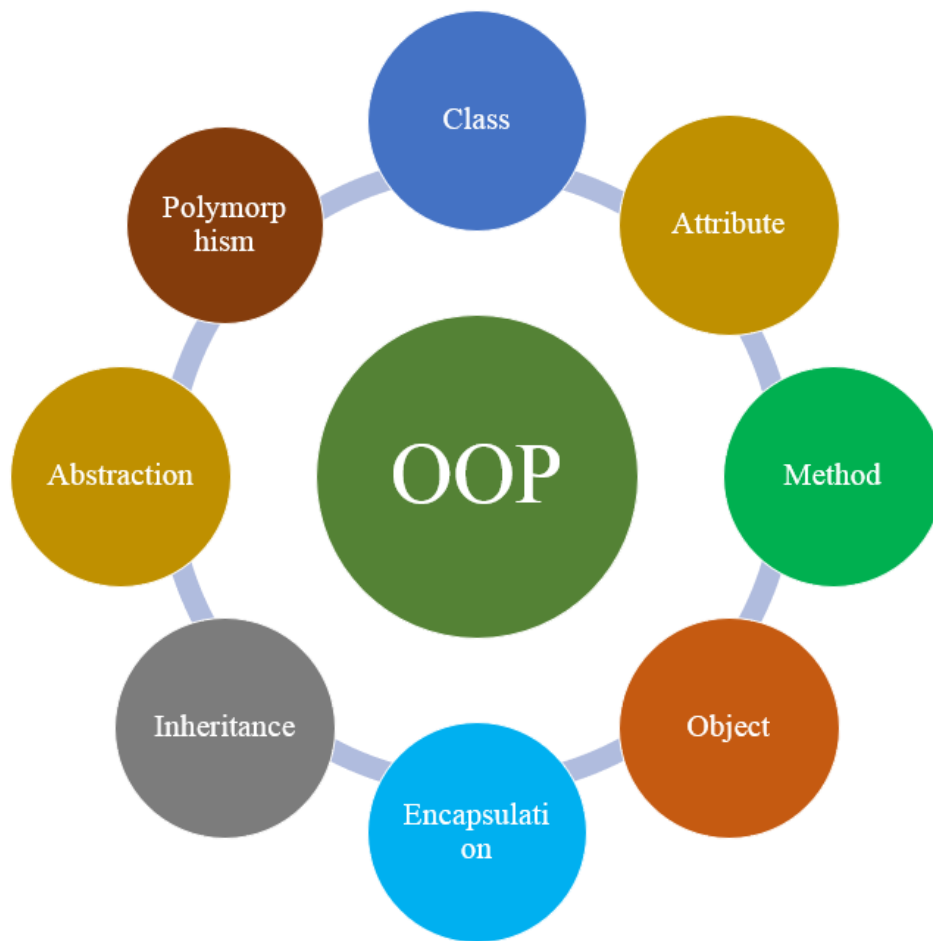 Class
Attribute
Method
Object
Encapsulati
on
Inheritance
Abstraction
Polymorp
hism
OOP